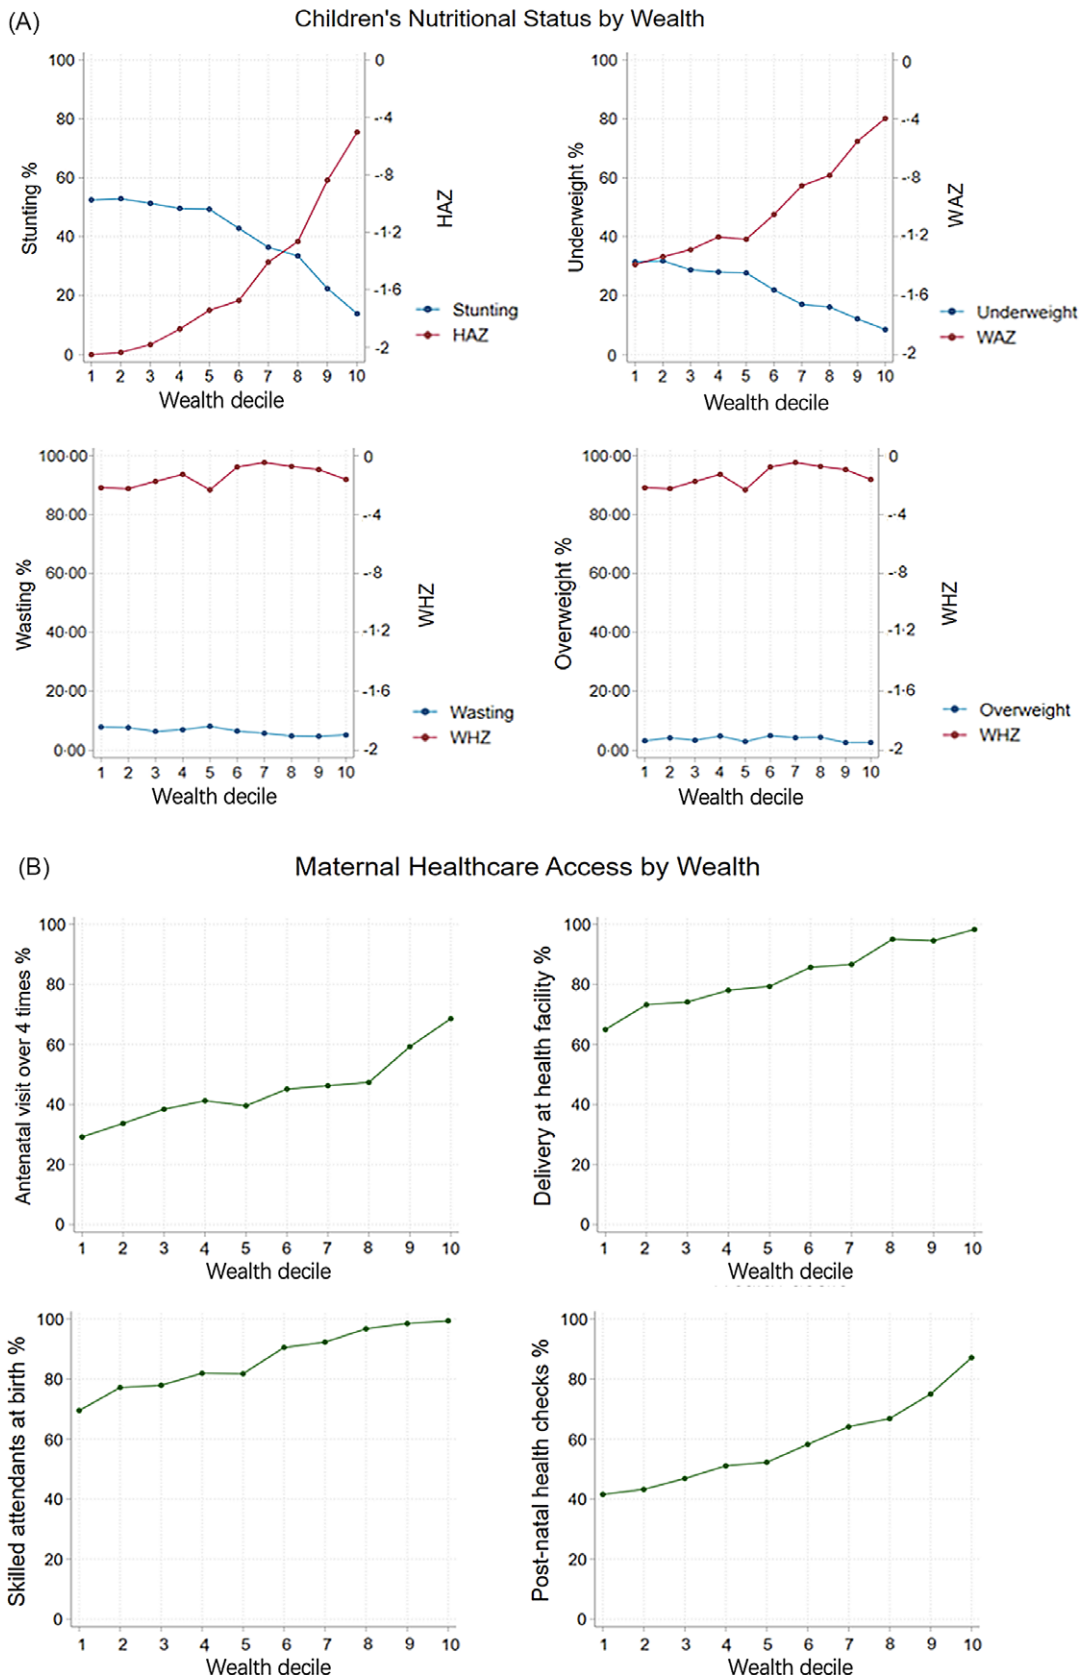 (A)
Children's Nutritional Status by Wealth
100
80
60
40
20
0
Stunting %
0
-·4
-·8
-1·2
-1·6
-2
HAZ
1 2 3 4 5 6 7 8 9 10
Wealth decile
Stunting
HAZ
100
80
60
40
20
0
Underweight %
0
-·4
-·8
-1·2
-1·6
-2
WAZ
1 2 3 4 5 6 7 8 9 10
Wealth decile
Underweight
WAZ
100·00
80·00
60·00
40·00
20·00
0·00
Wasting %
0
-·4
-·8
-1·2
-1·6
-2
WHZ
1 2 3 4 5 6 7 8 9 10
Wealth decile
Wasting
WHZ
100·00
80·00
60·00
40·00
20·00
0·00
Overweight %
0
-·4
-·8
-1·2
-1·6
-2
WHZ
1 2 3 4 5 6 7 8 9 10
Wealth decile
Overweight
WHZ
(B)
Maternal Healthcare Access by Wealth
100
80
60
40
20
0
Antenatal visit over 4 times %
1 2 3 4 5 6 7 8 9 10
Wealth decile
100
80
60
40
20
0
Delivery at health facility %
1 2 3 4 5 6 7 8 9 10
Wealth decile
100
80
60
40
20
0
Skilled attendants at birth %
1 2 3 4 5 6 7 8 9 10
Wealth decile
100
80
60
40
20
0
Post-natal health checks %
1 2 3 4 5 6 7 8 9 10
Wealth decile